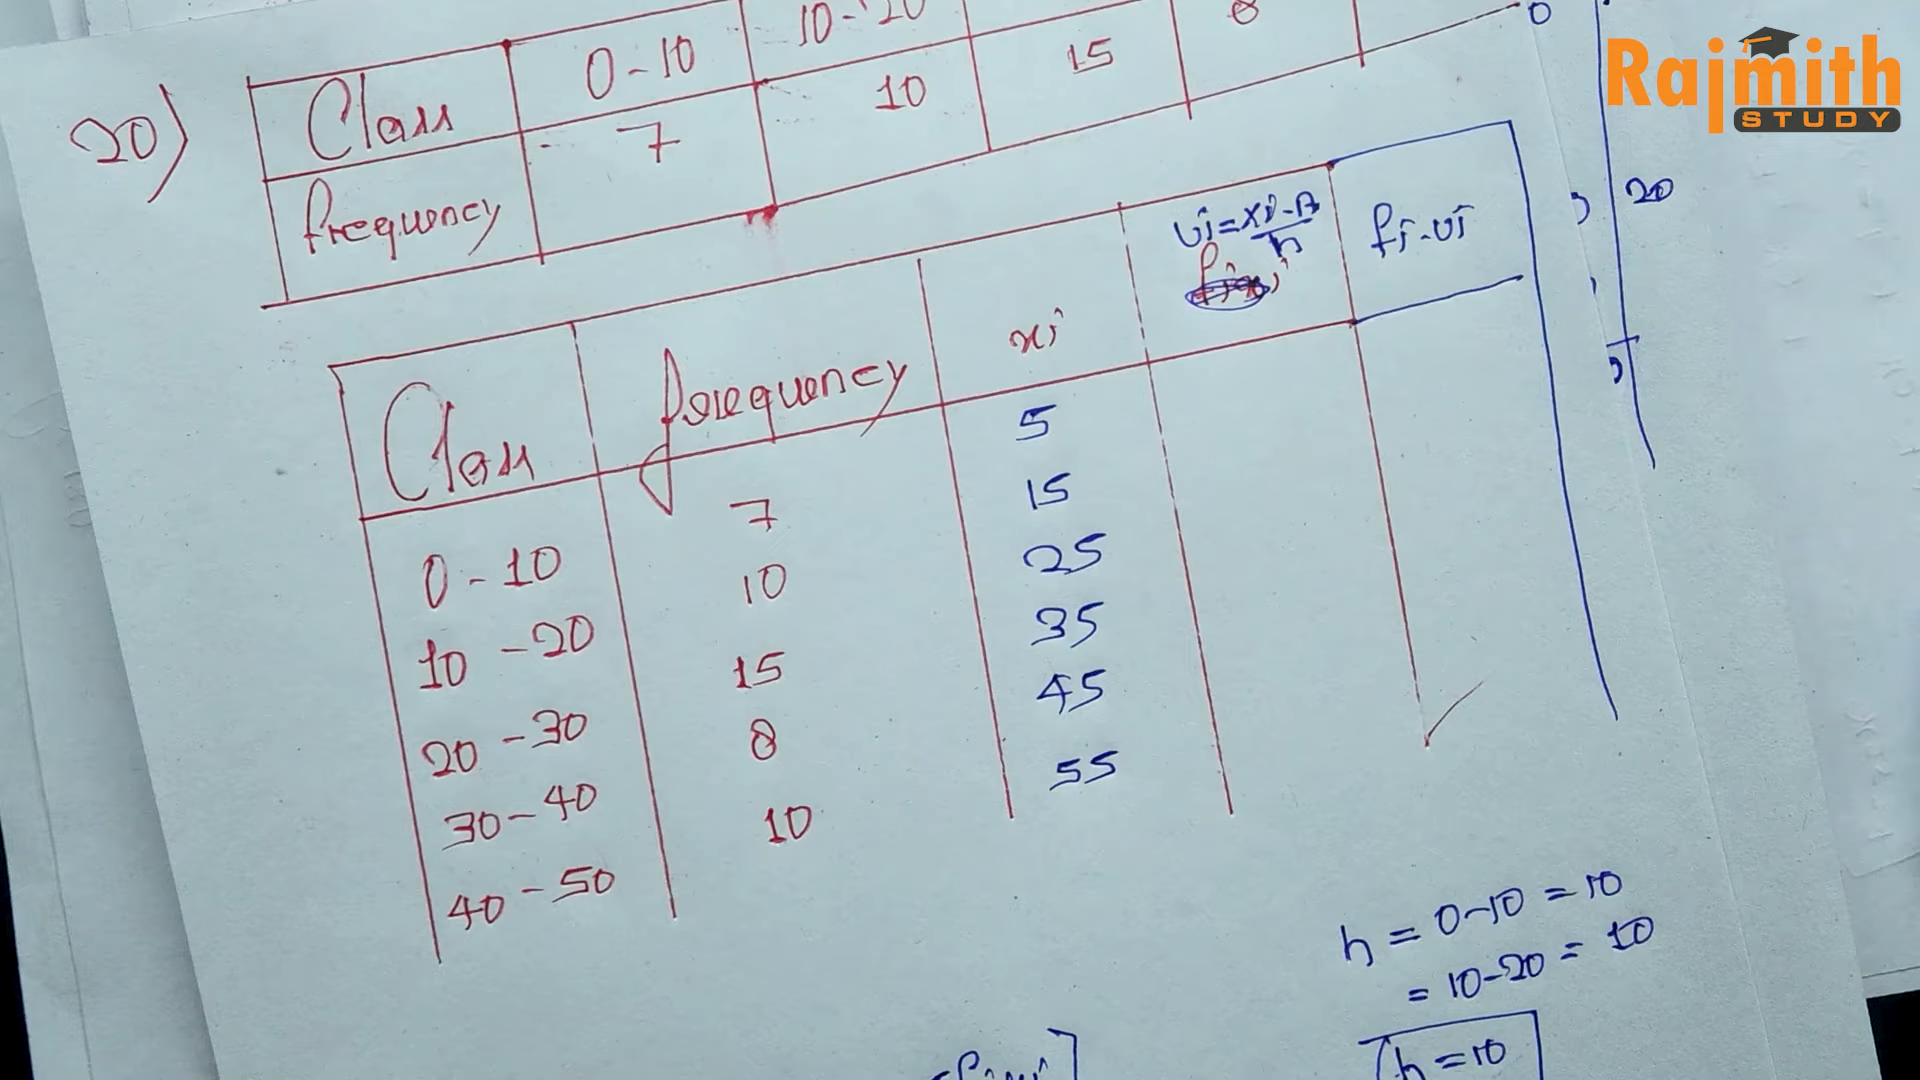 Rajmith
STUDY
20)
Class 0-10 10-20
frequency 7 10 15 8
20
Class frequency xi ui=xi-A/h fi.ui
0-10 7 5
10-20 10 15
20-30 15 25
30-40 8 35
40-50 10 45
55
h = 0-10 = 10
= 10-20 = 10
h = 10